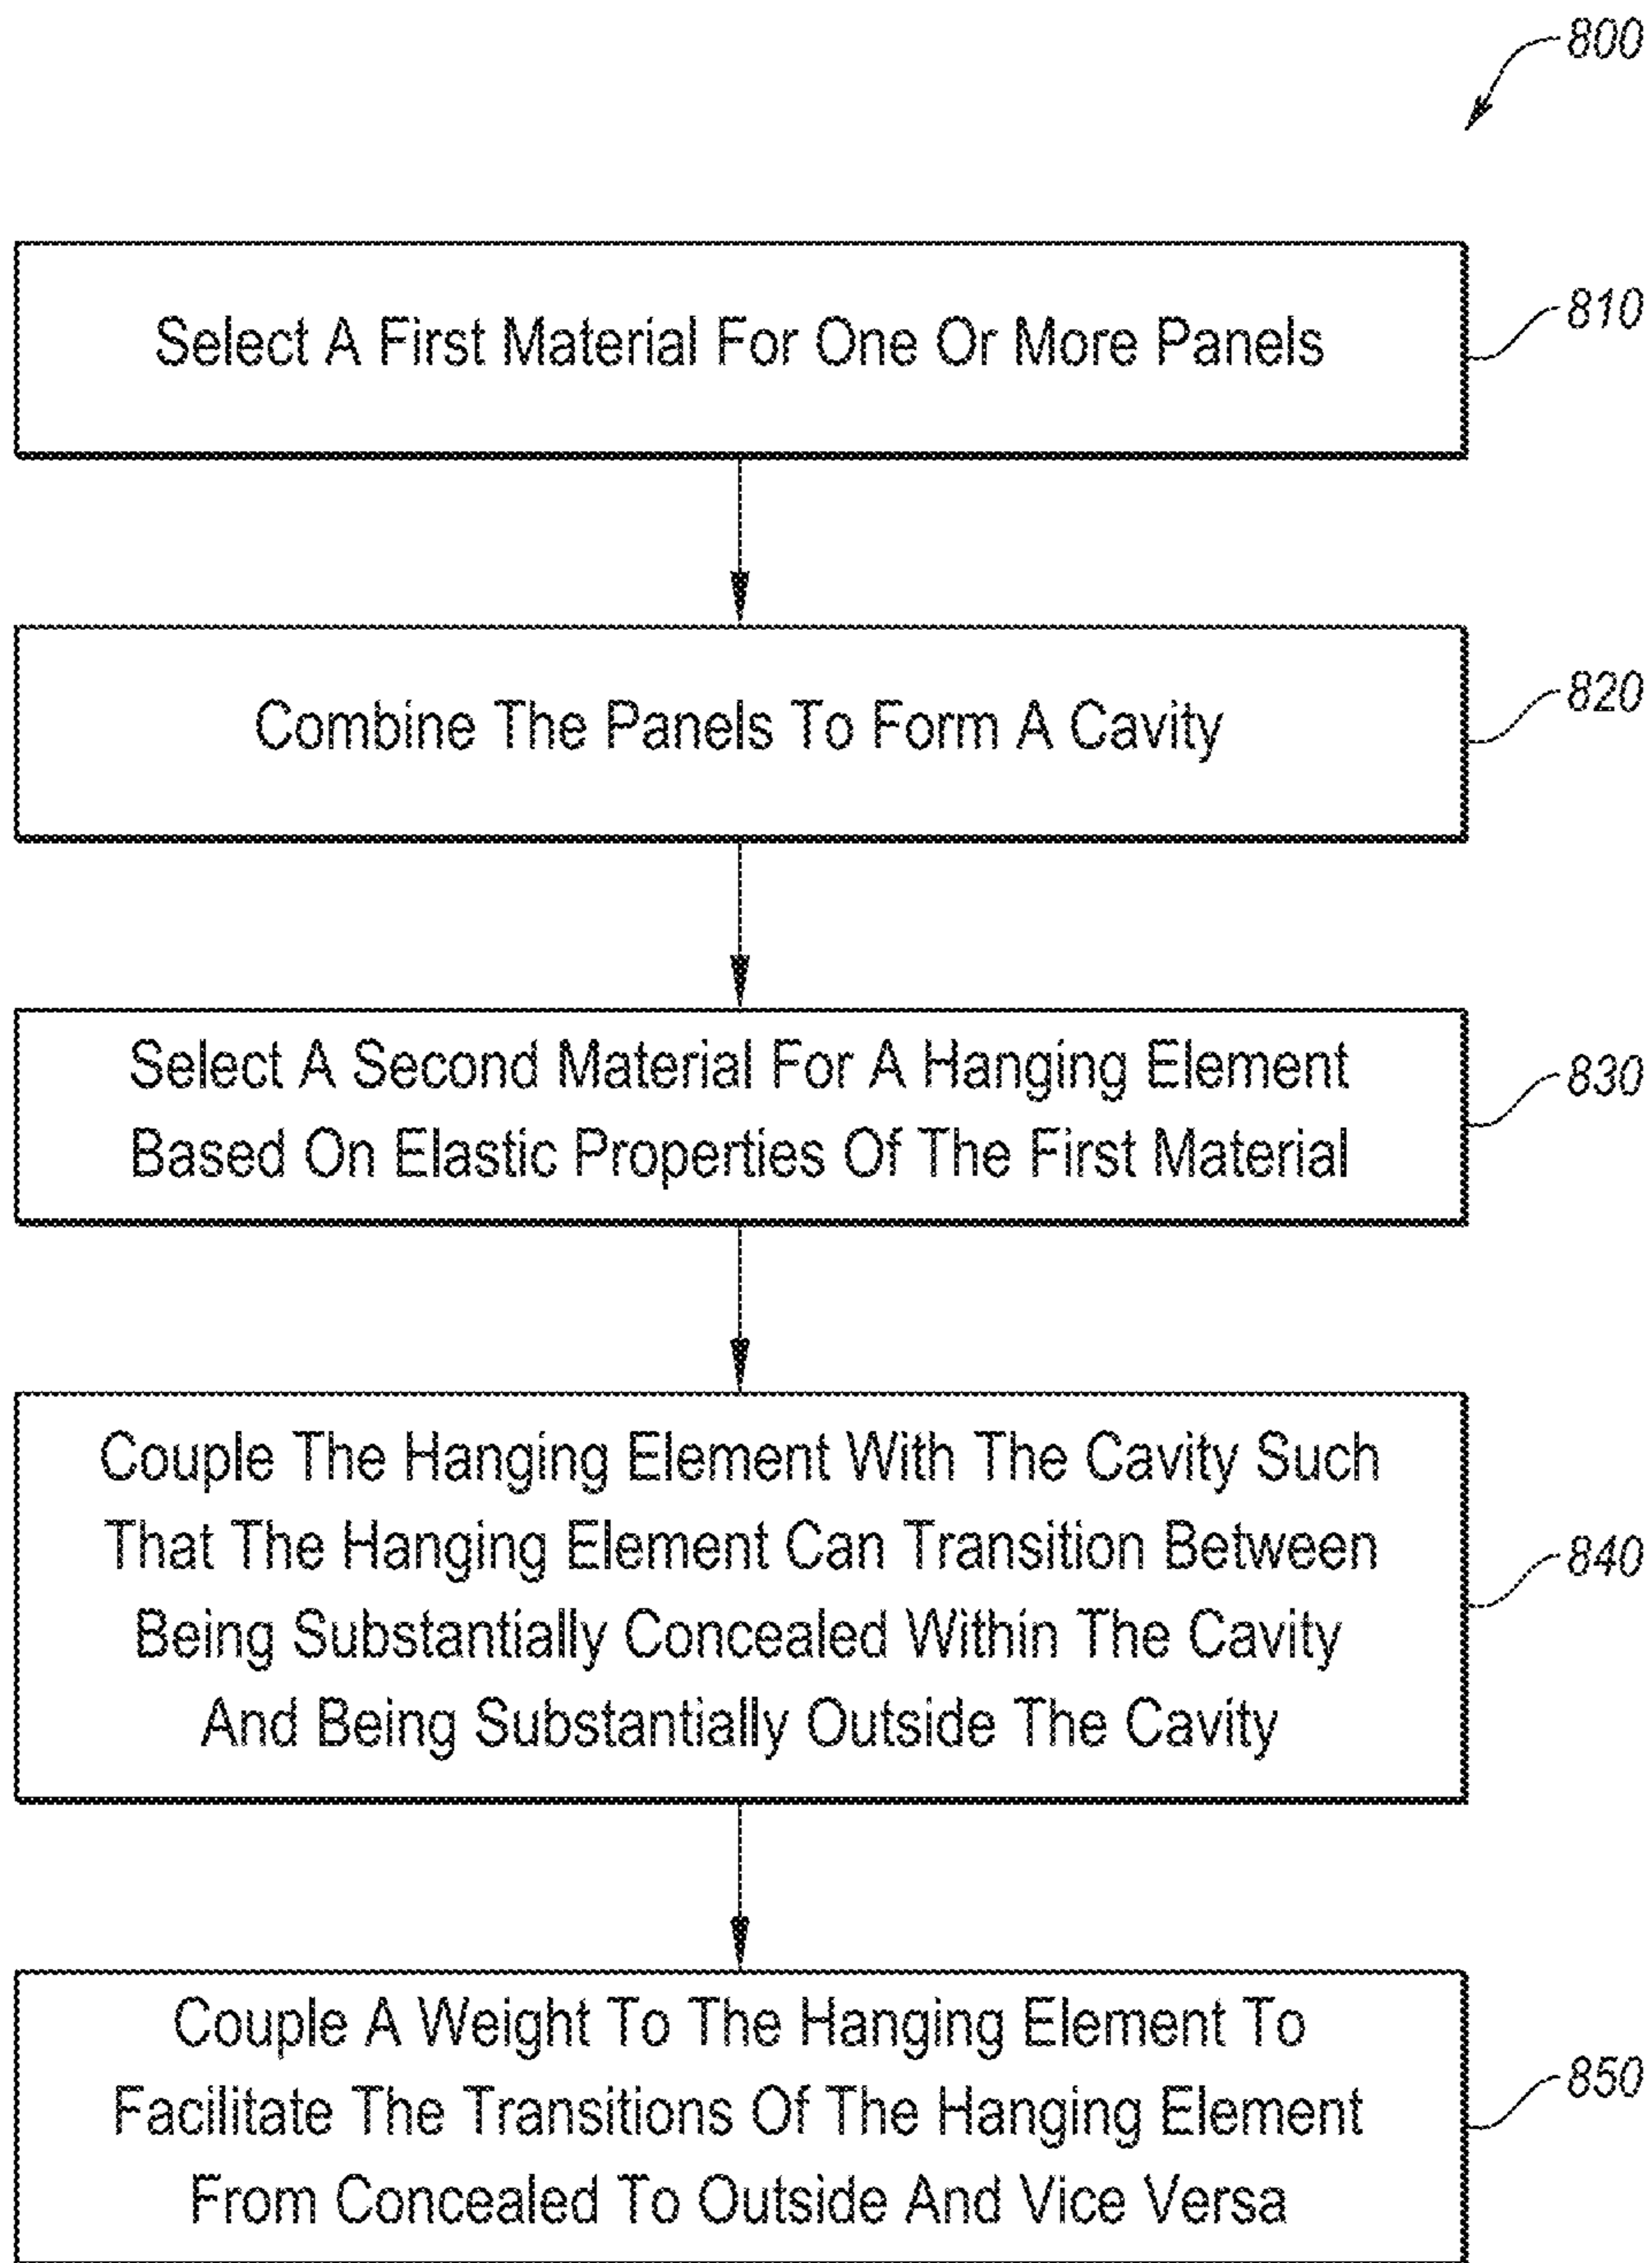 800
Select A First Material For One Or More Panels
810
Combine The Panels To Form A Cavity
820
Select A Second Material For A Hanging Element
Based On Elastic Properties Of The First Material
830
Couple The Hanging Element With The Cavity Such
That The Hanging Element Can Transition Between
Being Substantially Concealed Within The Cavity
And Being Substantially Outside The Cavity
840
Couple A Weight To The Hanging Element To
Facilitate The Transitions Of The Hanging Element
From Concealed To Outside And Vice Versa
850